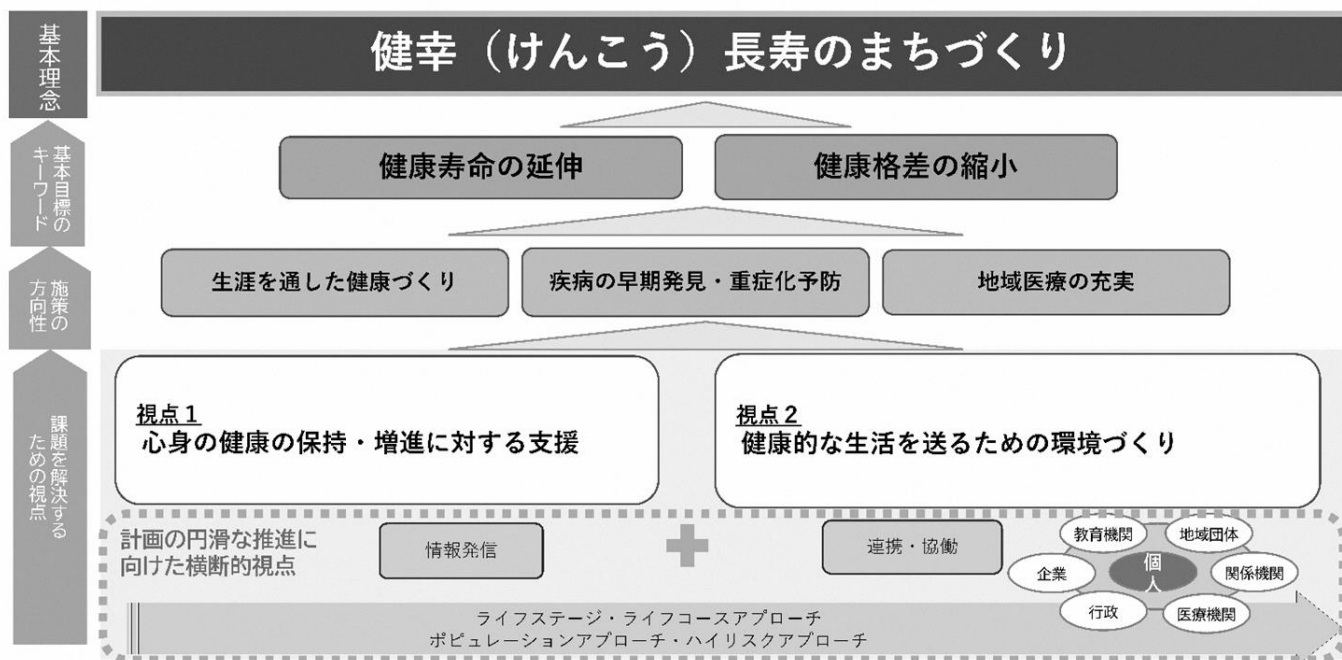 基本理念
健幸（けんこう）長寿のまちづくり
基本目標の
キーワード
健康寿命の延伸
健康格差の縮小
施策の
方向性
生涯を通した健康づくり
疾病の早期発見・重症化予防
地域医療の充実
課題を解決する
ための視点
視点１
心身の健康の保持・増進に対する支援
視点２
健康的な生活を送るための環境づくり
計画の円滑な推進に
向けた横断的視点
情報発信
連携・協働
教育機関
地域団体
企業
個
人
関係機関
行政
医療機関
ライフステージ・ライフコースアプローチ
ポピュレーションアプローチ・ハイリスクアプローチ